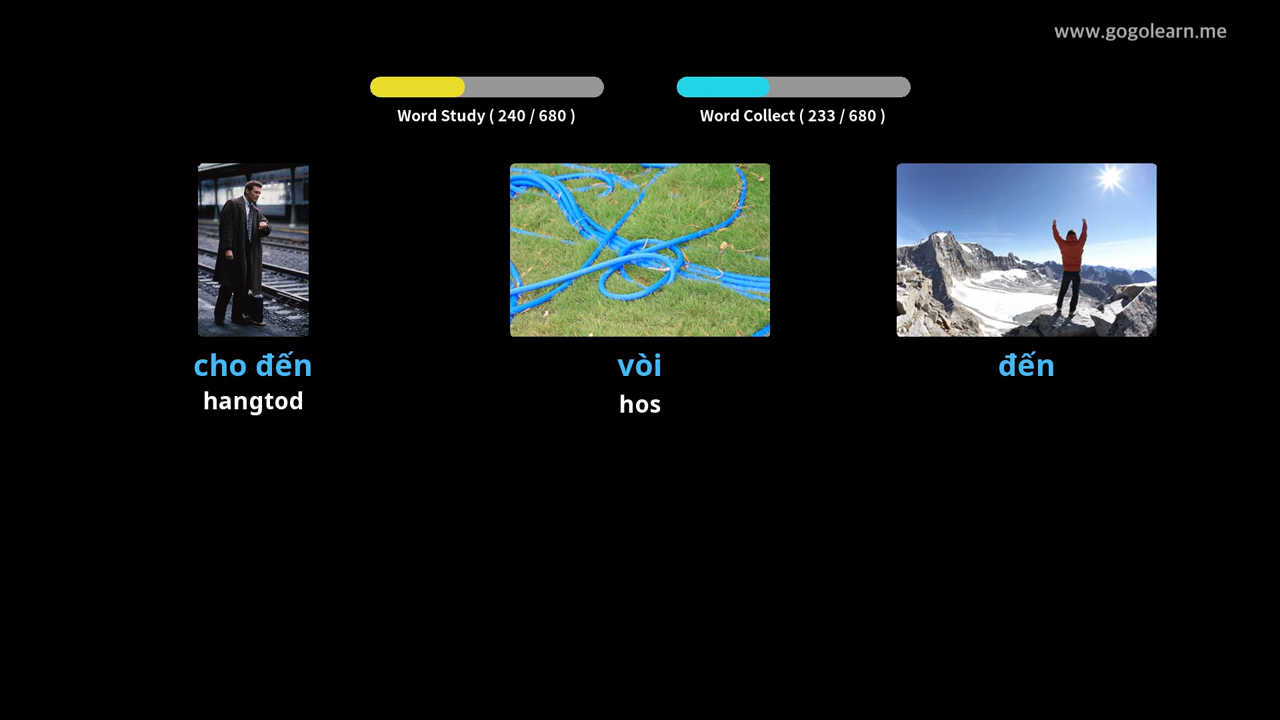 www.gogolearn.me
Word Study ( 240 / 680 )
Word Collect ( 233 / 680 )
cho đến
hangtod
vòi
hos
đến